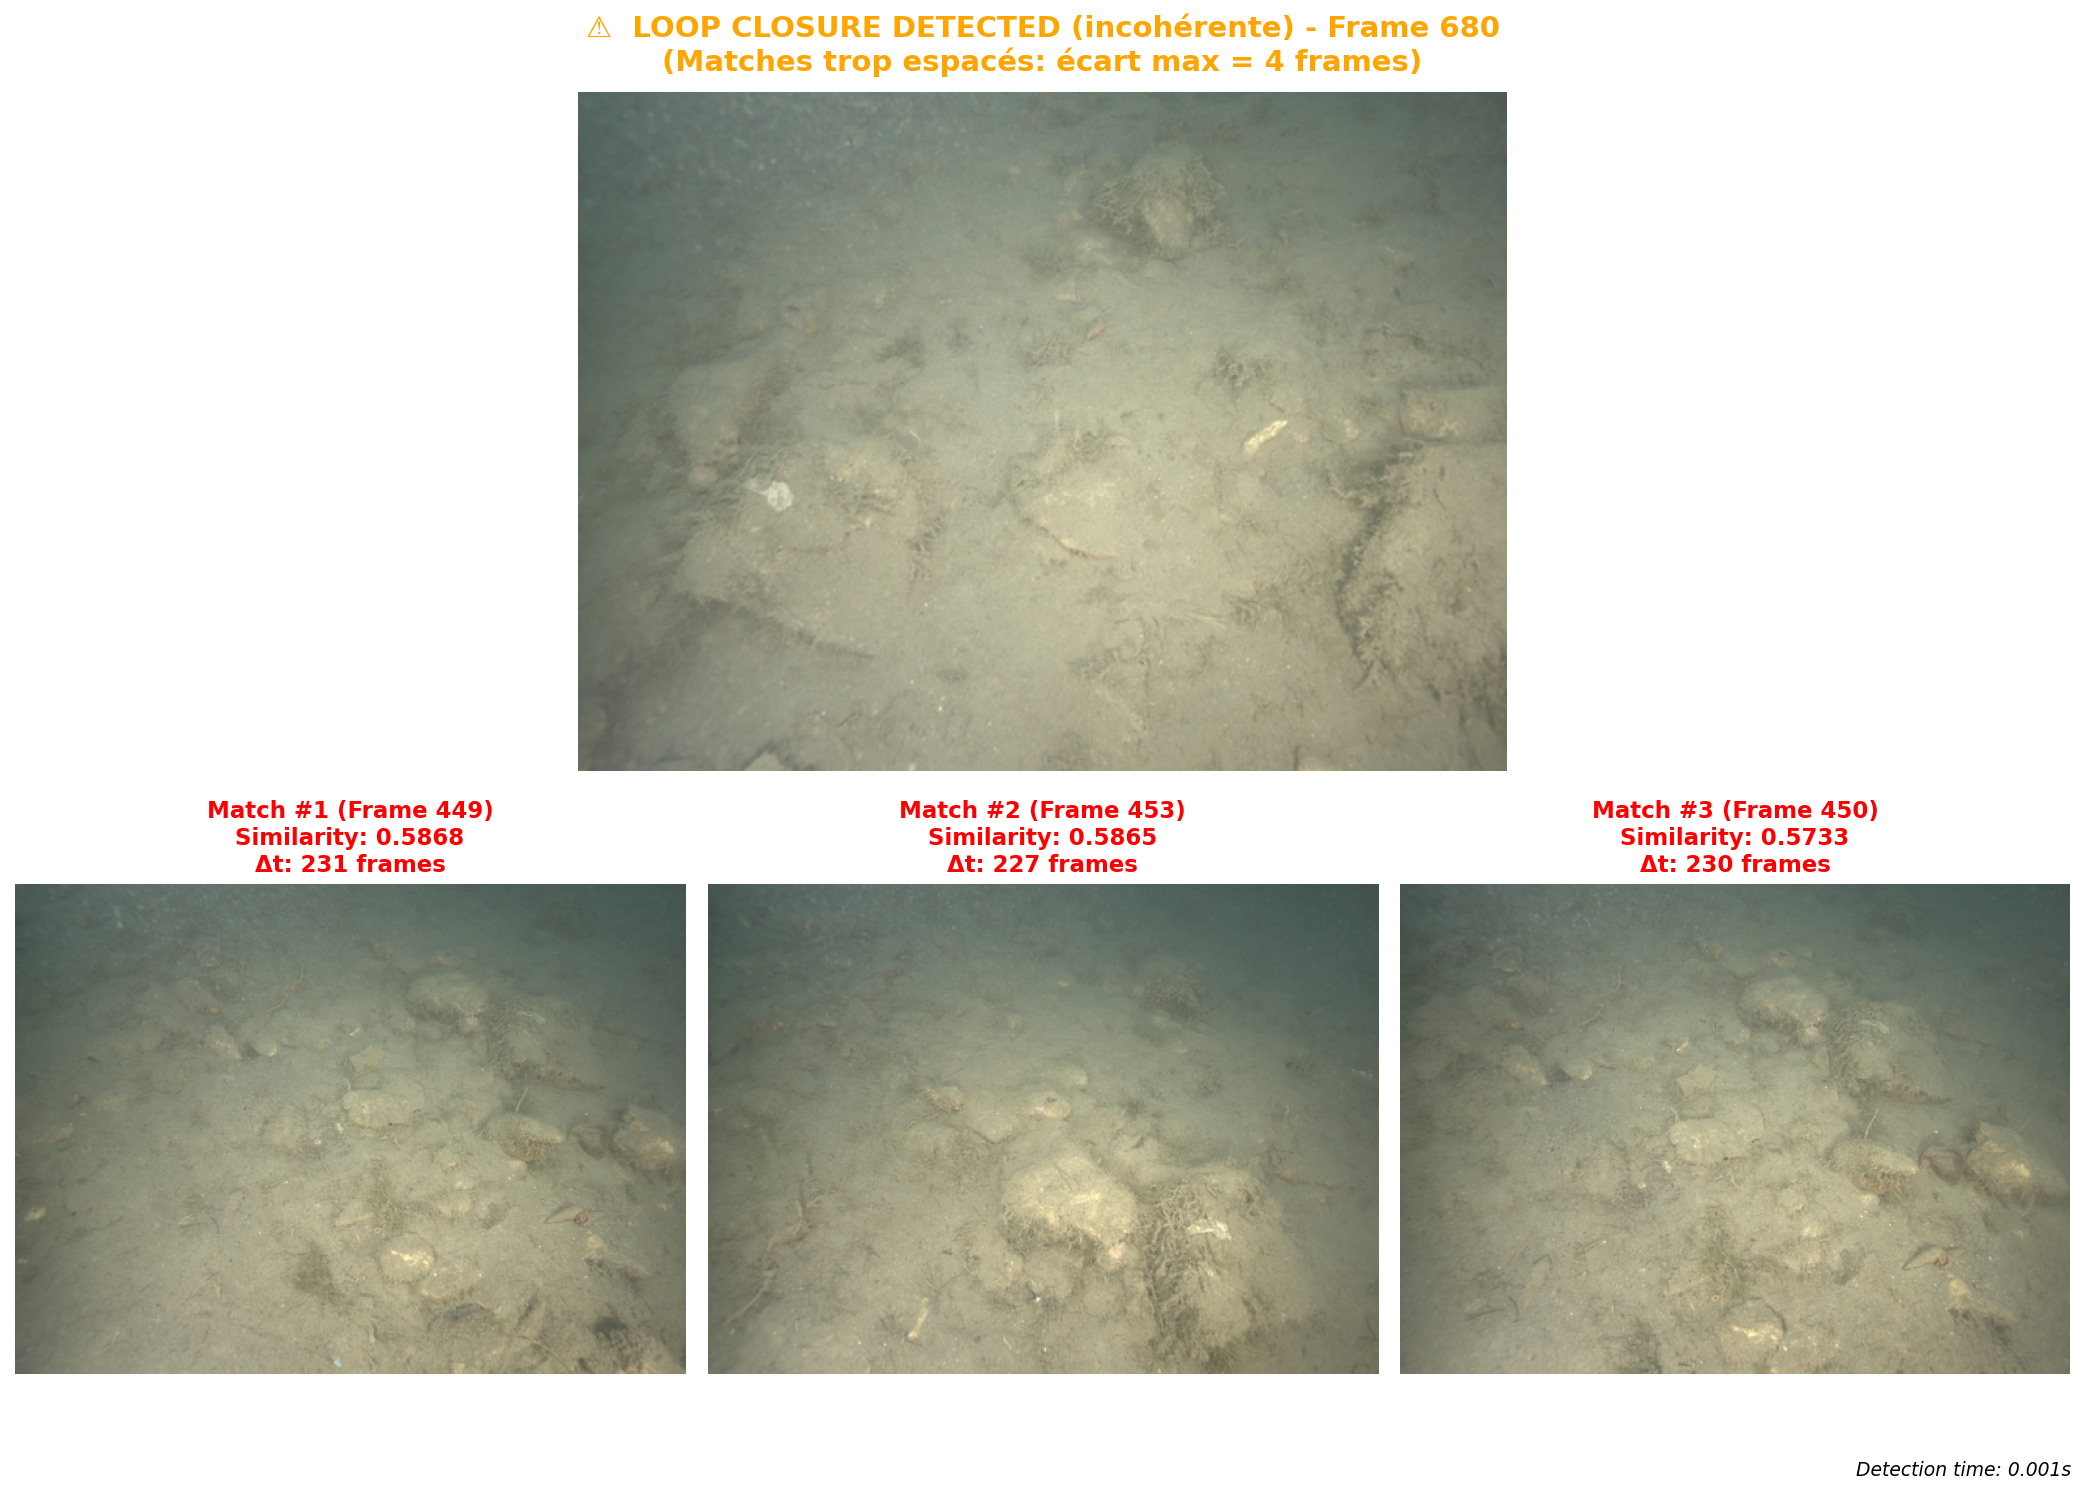 ⚠ LOOP CLOSURE DETECTED (incohérente) - Frame 680
(Matches trop espacés: écart max = 4 frames)
Match #1 (Frame 449)
Similarity: 0.5868
Δt: 231 frames
Match #2 (Frame 453)
Similarity: 0.5865
Δt: 227 frames
Match #3 (Frame 450)
Similarity: 0.5733
Δt: 230 frames
Detection time: 0.001s